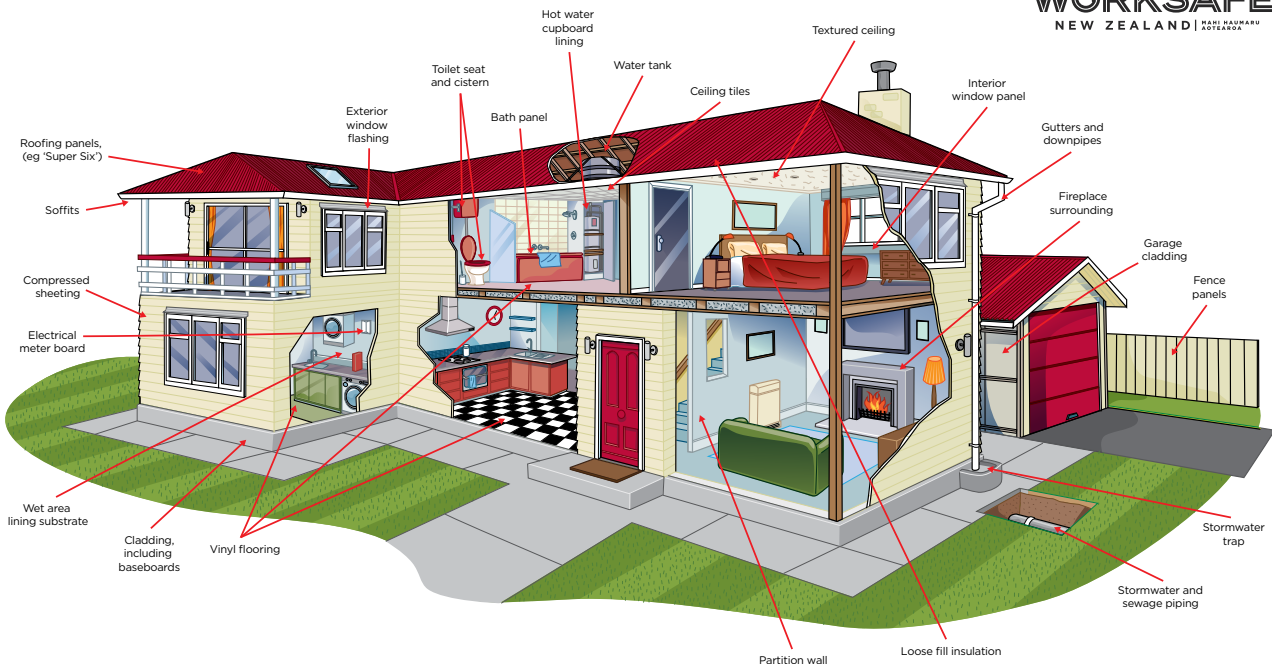 WORKSAFE
NEW ZEALAND | MAHI HAUMARU
AOTEAROA
Hot water
cupboard
lining
Textured ceiling
Toilet seat
and cistern
Water tank
Ceiling tiles
Interior
window panel
Exterior
window
flashing
Bath panel
Gutters and
downpipes
Roofing panels,
(eg ‘Super Six’)
Soffits
Fireplace
surrounding
Garage
cladding
Compressed
sheeting
Fence
panels
Electrical
meter board
Wet area
lining substrate
Cladding,
including
baseboards
Vinyl flooring
Stormwater
trap
Stormwater and
sewage piping
Partition wall
Loose fill insulation